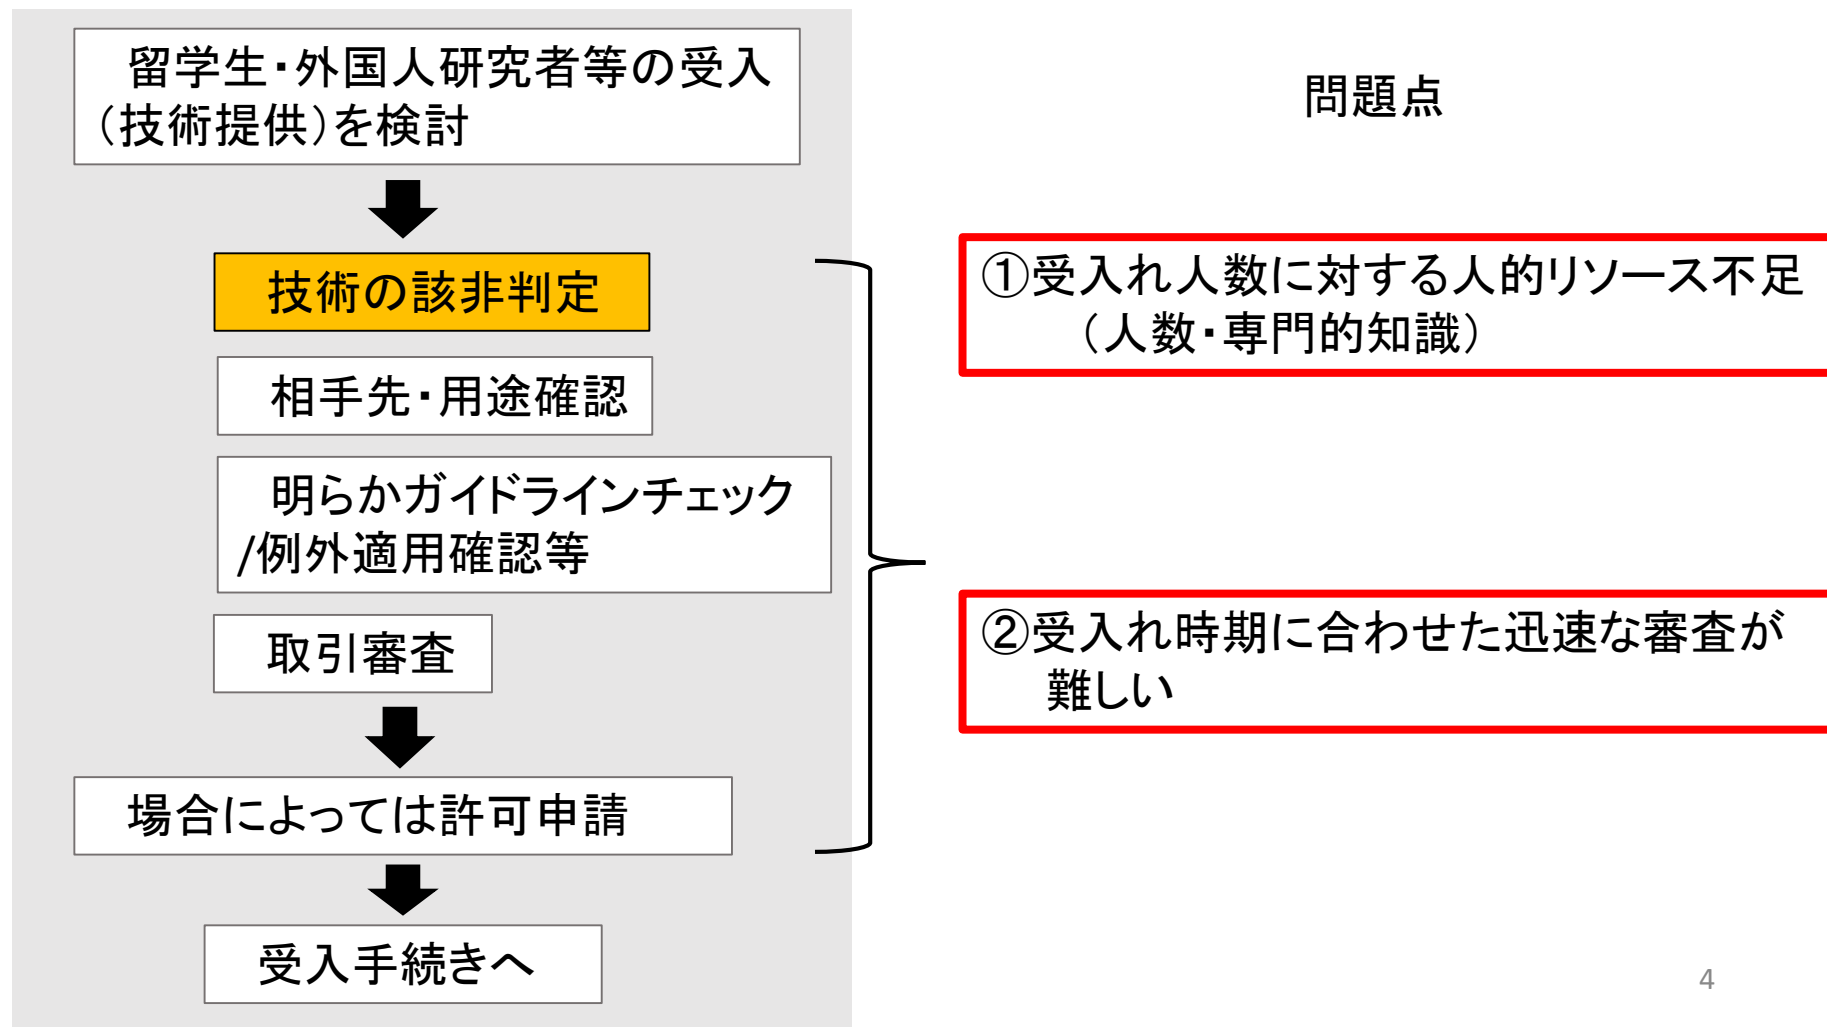 留学生・外国人研究者等の受入
（技術提供）を検討
技術の該非判定
相手先・用途確認
明らかガイドラインチェック
/例外適用確認等
取引審査
場合によっては許可申請
受入手続きへ
問題点
①受入れ人数に対する人的リソース不足
（人数・専門的知識）
②受入れ時期に合わせた迅速な審査が
難しい
4